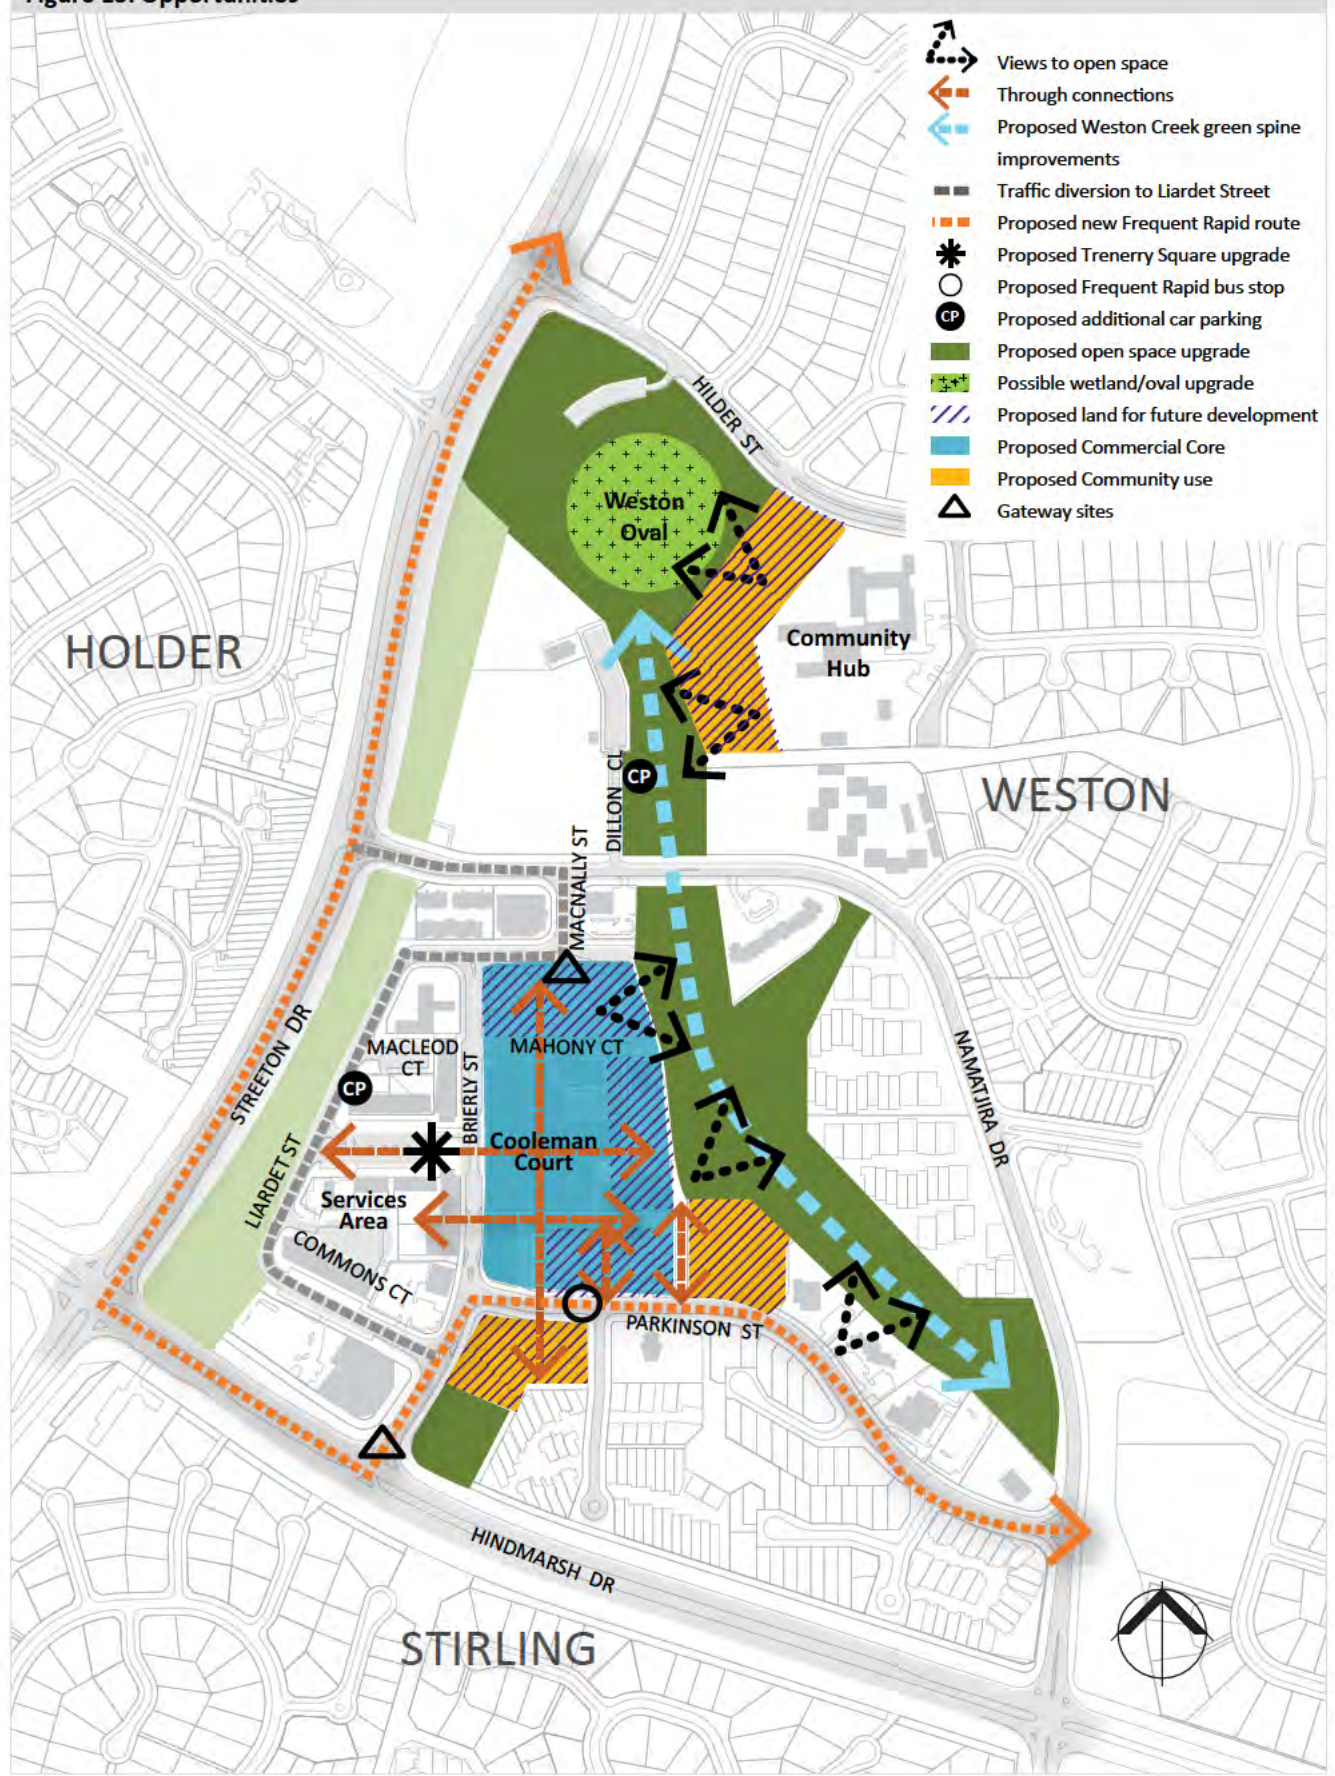 Figure 15: Opportunities
Views to open space
Through connections
Proposed Weston Creek green spine
improvements
Traffic diversion to Liardet Street
Proposed new Frequent Rapid route
Proposed Trenerry Square upgrade
Proposed Frequent Rapid bus stop
CP Proposed additional car parking
Proposed open space upgrade
Possible wetland/oval upgrade
Proposed land for future development
Proposed Commercial Core
Proposed Community use
Gateway sites
HILDER ST
Weston
Oval
HOLDER
Community
Hub
WESTON
CP
DILLON CL
MACNALLY ST
STREETON DR
MACLEOD
CT
MAHONY CT
NAMATJIRA DR
CP
BRIERLY ST
Cooleman
Court
LIARDET ST
Services
Area
COMMONS CT
PARKINSON ST
HINDMARSH DR
STIRLING